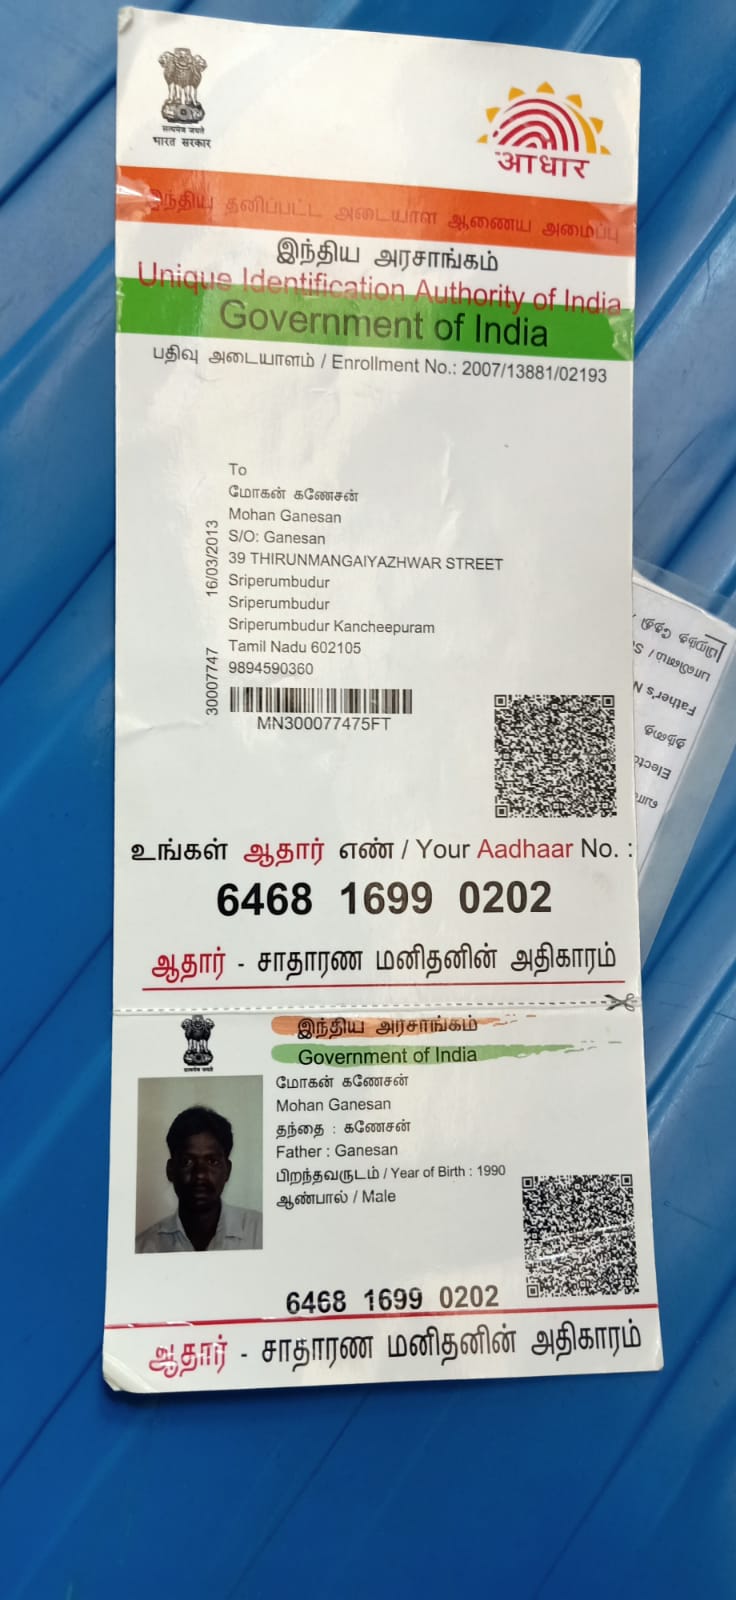 सत्यमेव जयते
भारत सरकार
आधार
இந்திய தனிப்பட்ட அடையாள ஆணைய அமைப்பு
இந்திய அரசாங்கம்
Unique Identification Authority of India
Government of India
பதிவு அடையாளம் / Enrollment No.: 2007/13881/02193
To
மோகன் கணேசன்
Mohan Ganesan
S/O: Ganesan
39 THIRUNMANGAIYAZHWAR STREET
Sriperumbudur
Sriperumbudur
Sriperumbudur Kancheepuram
Tamil Nadu 602105
9894590360
16/03/2013
30007747
MN300077475FT
உங்கள் ஆதார் எண் / Your Aadhaar No. :
6468 1699 0202
ஆதார் - சாதாரண மனிதனின் அதிகாரம்
இந்திய அரசாங்கம்
Government of India
மோகன் கணேசன்
Mohan Ganesan
தந்தை : கணேசன்
Father : Ganesan
பிறந்தவருடம் / Year of Birth : 1990
ஆண்பால் / Male
6468 1699 0202
ஆதார் - சாதாரண மனிதனின் அதிகாரம்
பிறந்த தேதி
பாலினம் /
Father's N
தந்தை
Electo